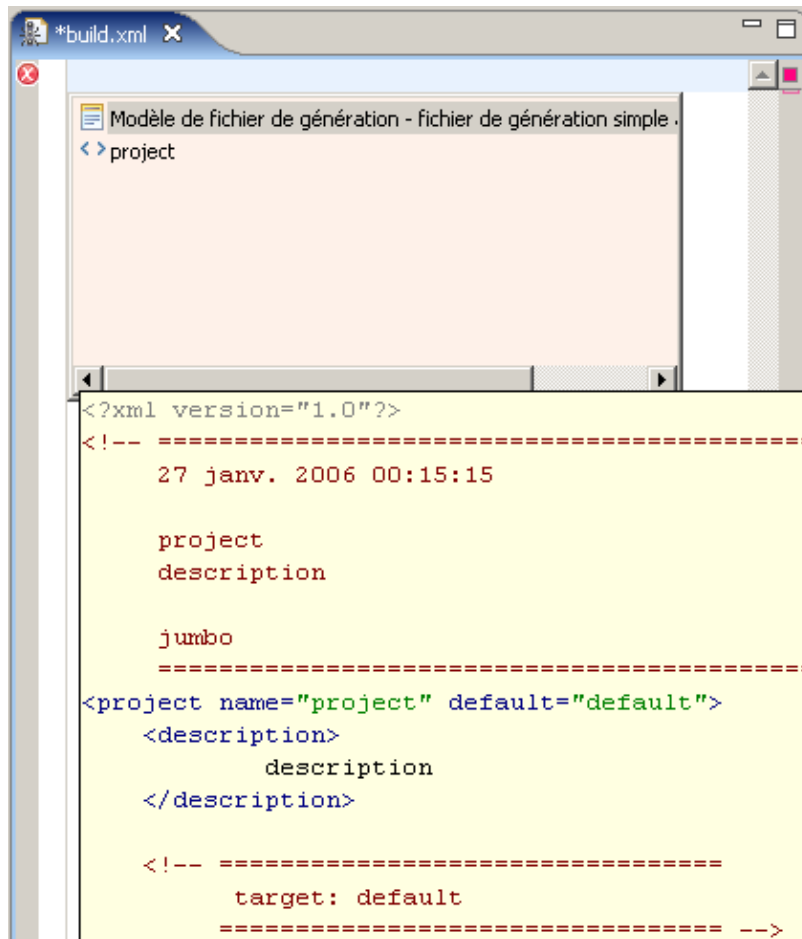 *build.xml
Modèle de fichier de génération - fichier de génération simple
project
<?xml version="1.0"?>
<!-- ==========================================
27 janv. 2006 00:15:15
project
description
jumbo
==========================================
<project name="project" default="default">
<description>
description
</description>
<!-- =================================
target: default
================================= -->